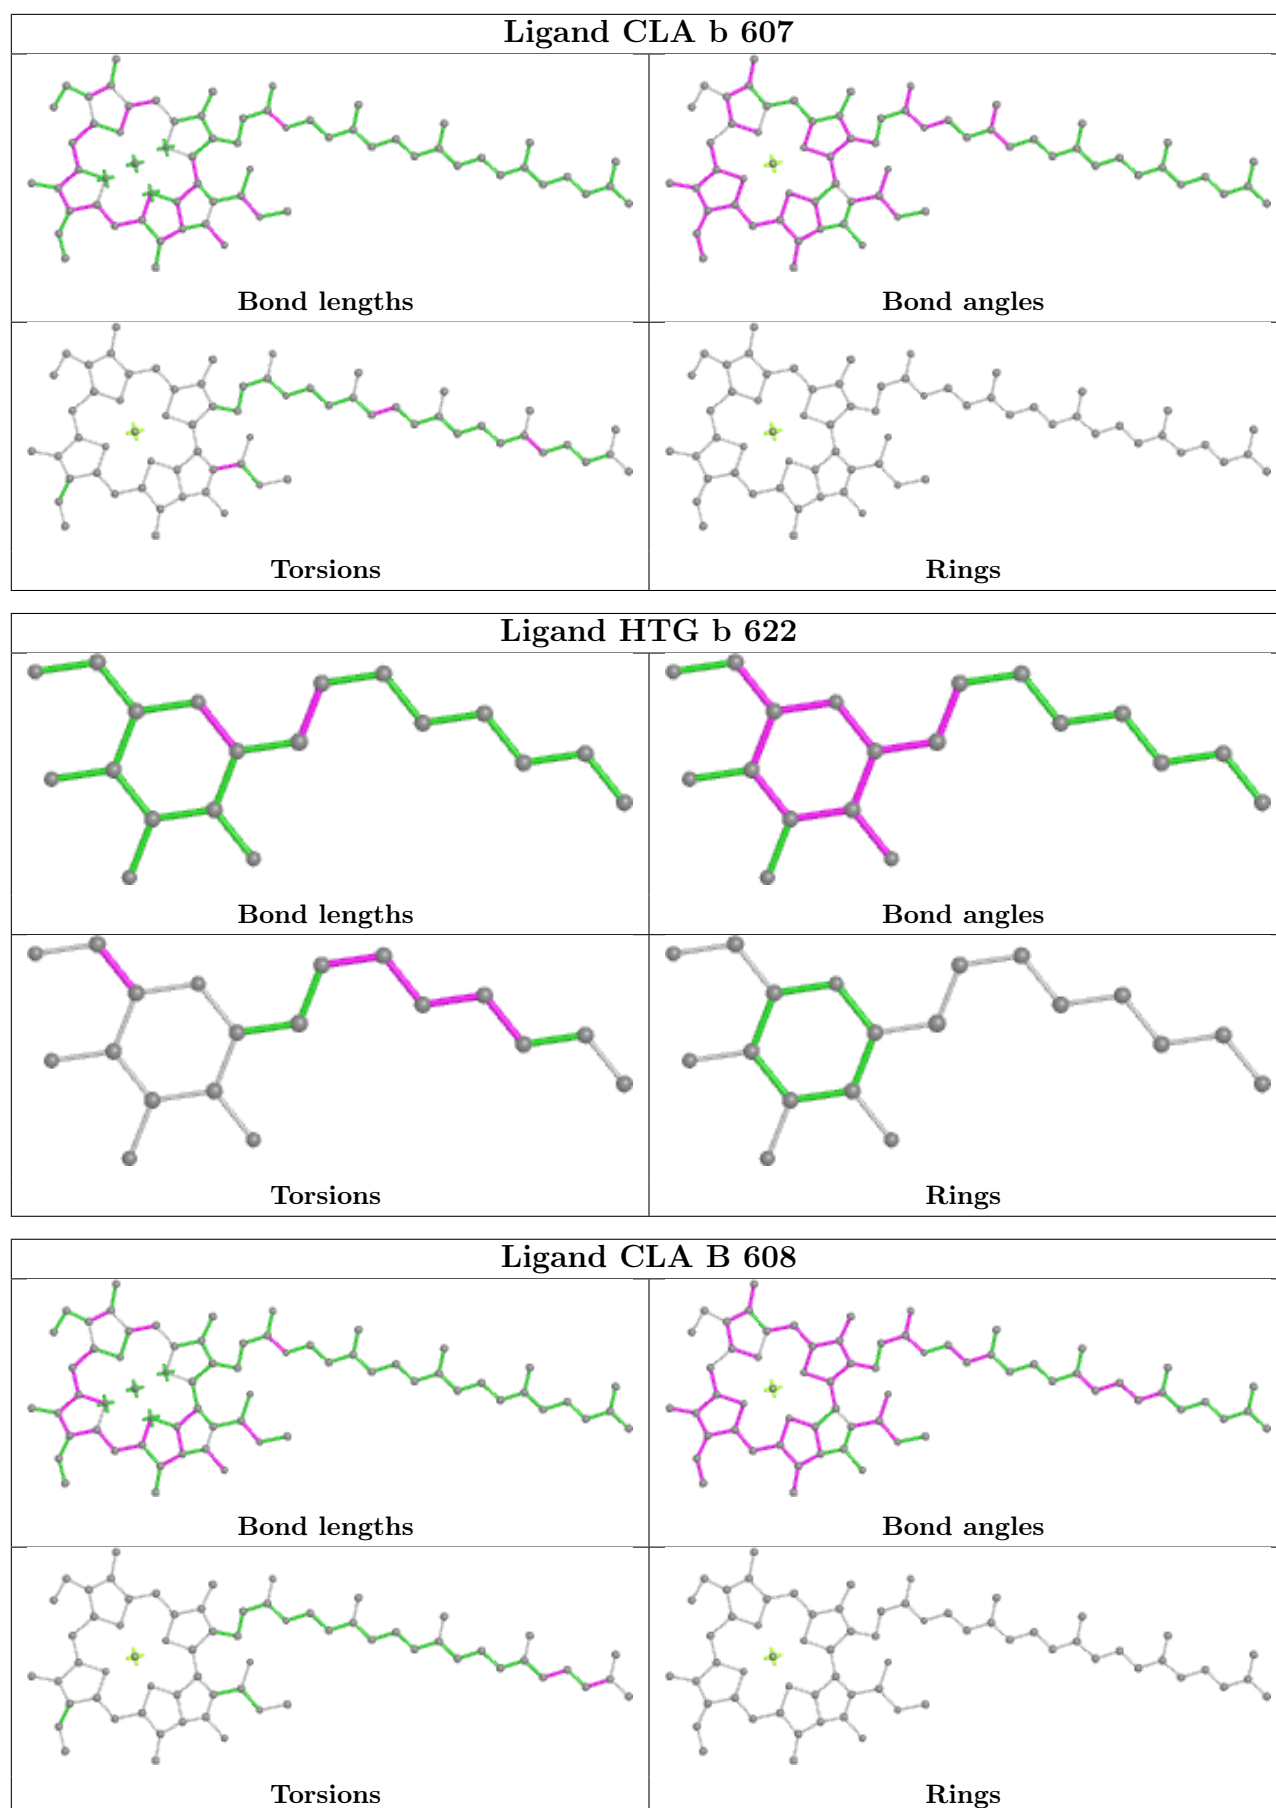 Ligand CLA b 607
Bond lengths
Bond angles
Torsions
Rings
Ligand HTG b 622
Bond lengths
Bond angles
Torsions
Rings
Ligand CLA B 608
Bond lengths
Bond angles
Torsions
Rings